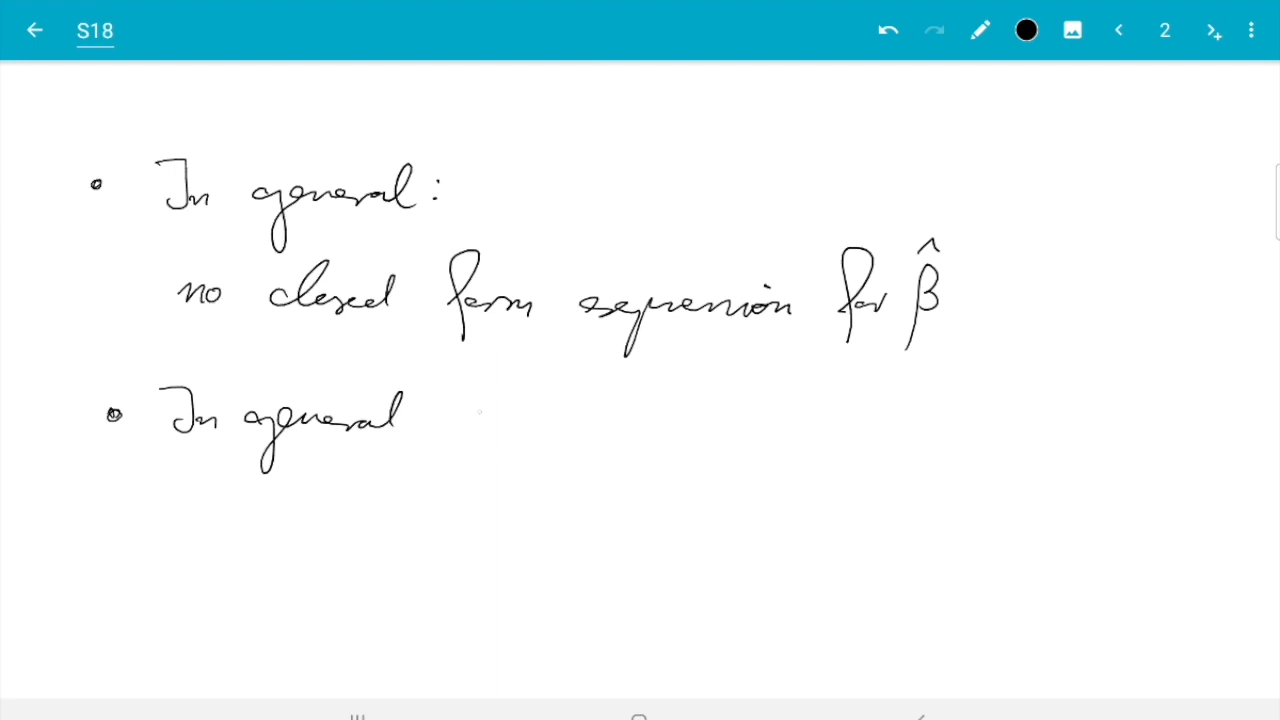 S18
2
• In general:
no closed form expression for β̂
• In general